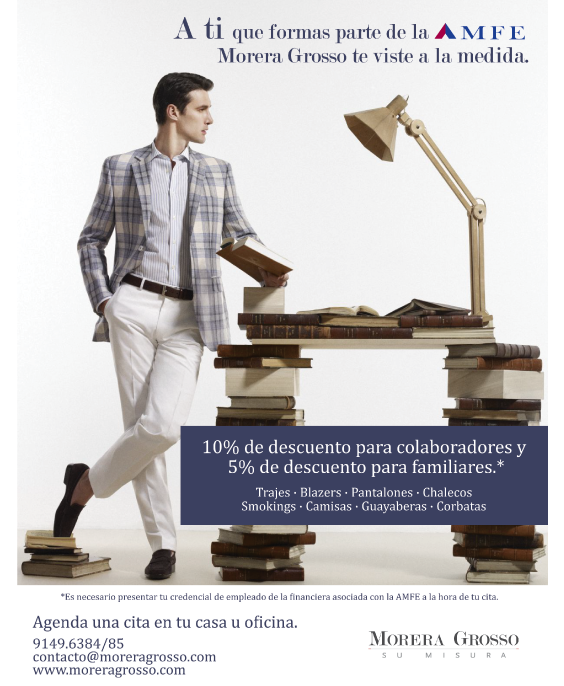 A ti que formas parte de la AMFE
Morera Grosso te viste a la medida.
10% de descuento para colaboradores y
5% de descuento para familiares.*
Trajes · Blazers · Pantalones · Chalecos
Smokings · Camisas · Guayaberas · Corbatas
*Es necesario presentar tu credencial de empleado de la financiera asociada con la AMFE a la hora de tu cita.
Agenda una cita en tu casa u oficina.
9149.6384/85
contacto@moreragrosso.com
www.moreragrosso.com
MORERA GROSSO
SU MISURA